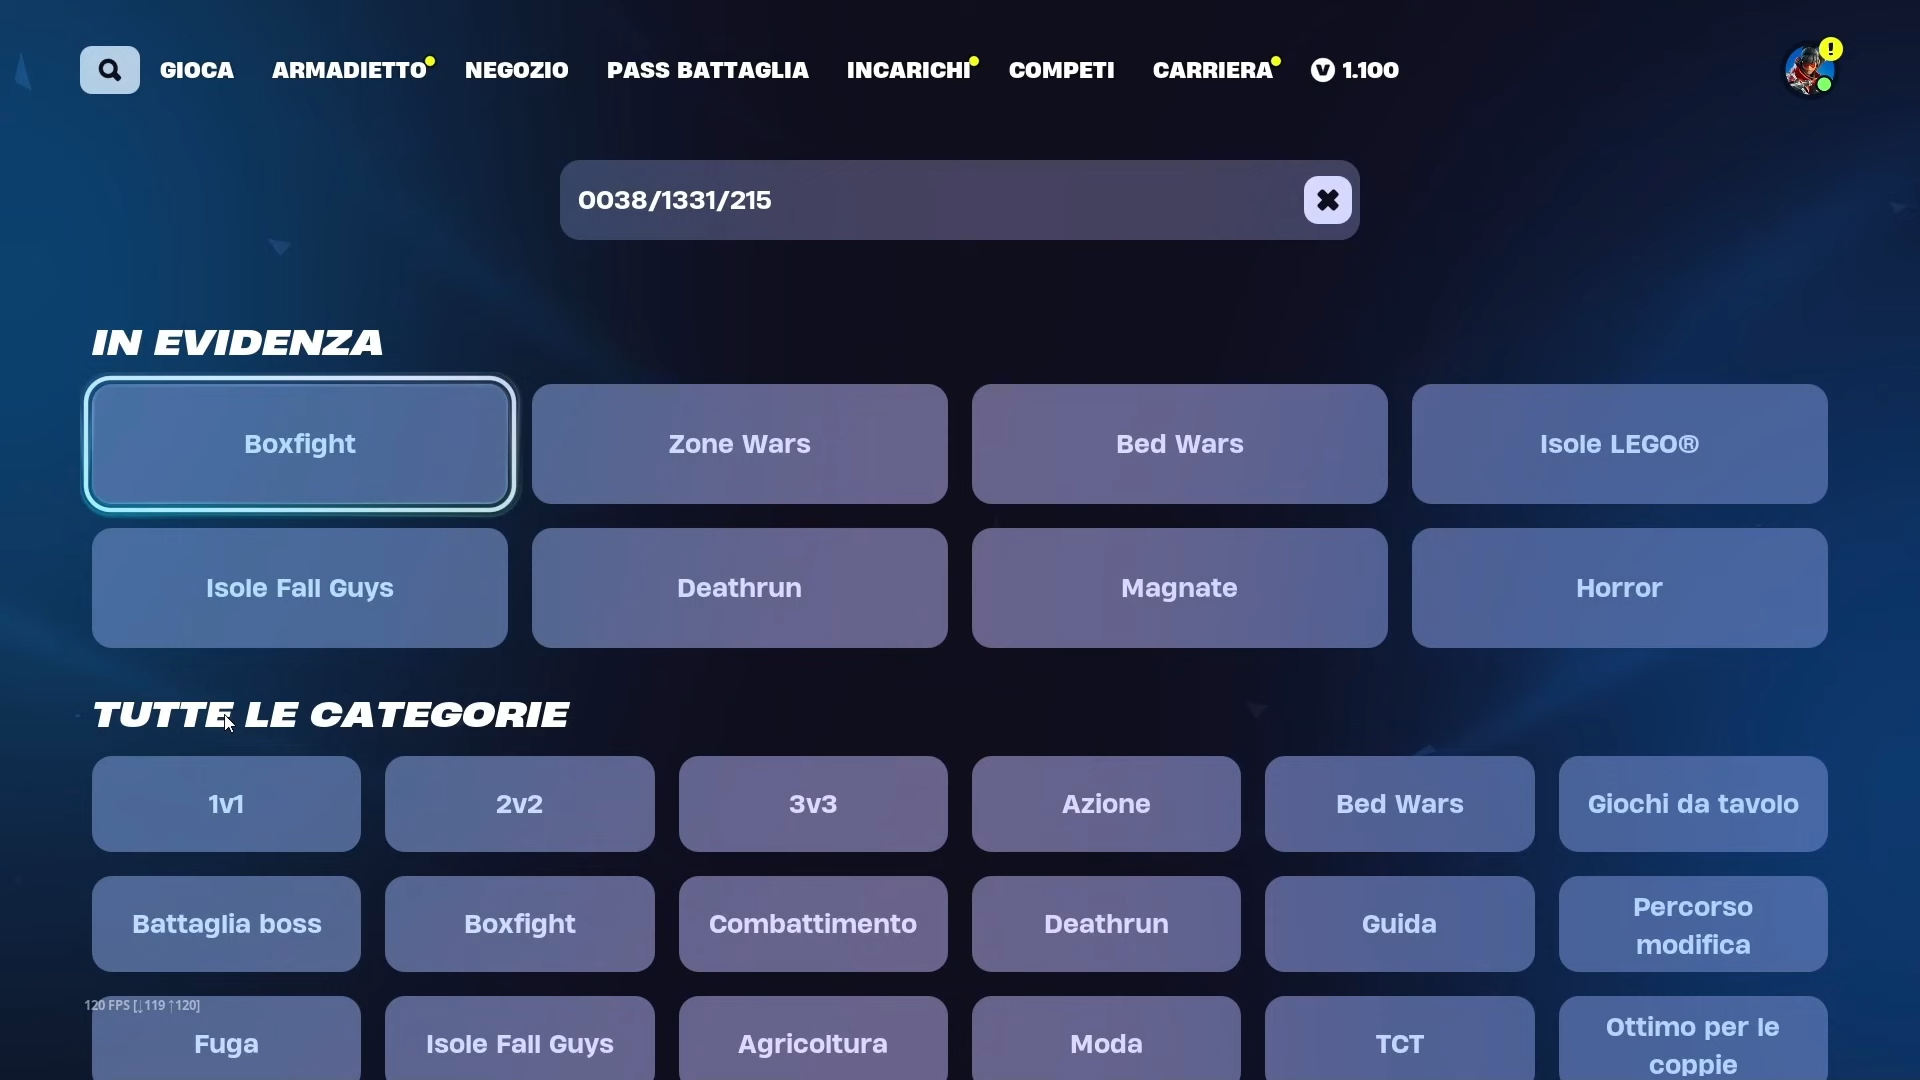 GIOCA ARMADIETTO NEGOZIO PASS BATTAGLIA INCARICHI COMPETI CARRIERA V 1.100 !
0038/1331/215
IN EVIDENZA
Boxfight Zone Wars Bed Wars Isole LEGO®
Isole Fall Guys Deathrun Magnate Horror
TUTTE LE CATEGORIE
1v1 2v2 3v3 Azione Bed Wars Giochi da tavolo
Battaglia boss Boxfight Combattimento Deathrun Guida Percorso
modifica
120 FPS [↓119 ↑120]
Fuga Isole Fall Guys Agricoltura Moda TCT Ottimo per le
coppie